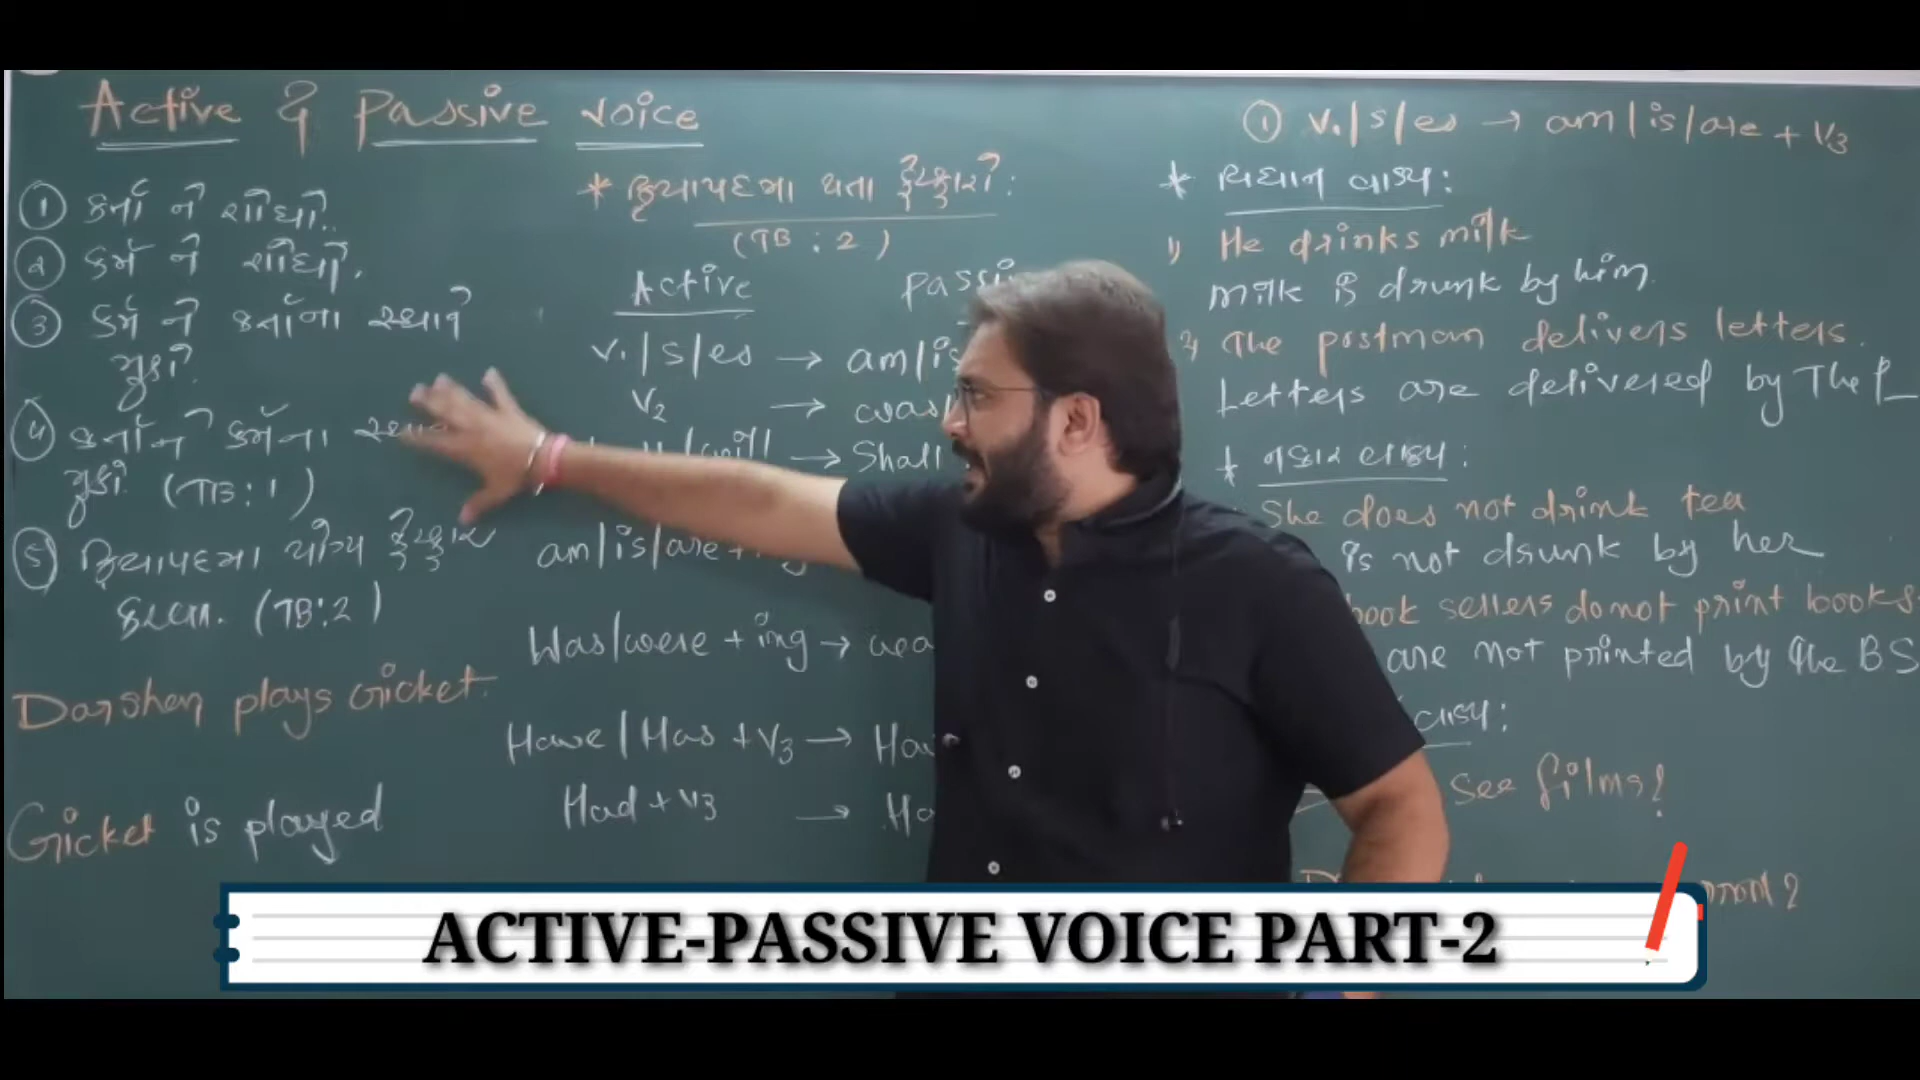 Active & Passive voice
① કર્તા ને શોધો.
② કર્મ ને શોધો.
③ કર્મ ને કર્તાના સ્થાને
મુકો.
④ કર્તાને કર્મના
મુકો (TB:1)
⑤ ક્રિયાપદમા યોગ્ય ફેરફાર
કરવા. (TB:2)
Darshan plays cricket.
Cricket is played
* ક્રિયાપદમા થતા ફેરફારો:
(TB : 2)
Active
V₁/s/es → am/is
V₂ →
→ Shall
am/is/are +
Was/were + ing →
Have/Has + V3 →
Had + V3 →
① V₁/s/es → am/is/are + V3
* વાક્ય:
1) He drinks milk
Milk is drunk by him.
2) The postman delivers letters.
Letters are delivered by The P_
* નકાર વાક્ય:
She does not drink tea
is not drunk by her
book sellers do not print books.
are not printed by the BS
વાક્ય:
see films?
ACTIVE-PASSIVE VOICE PART-2